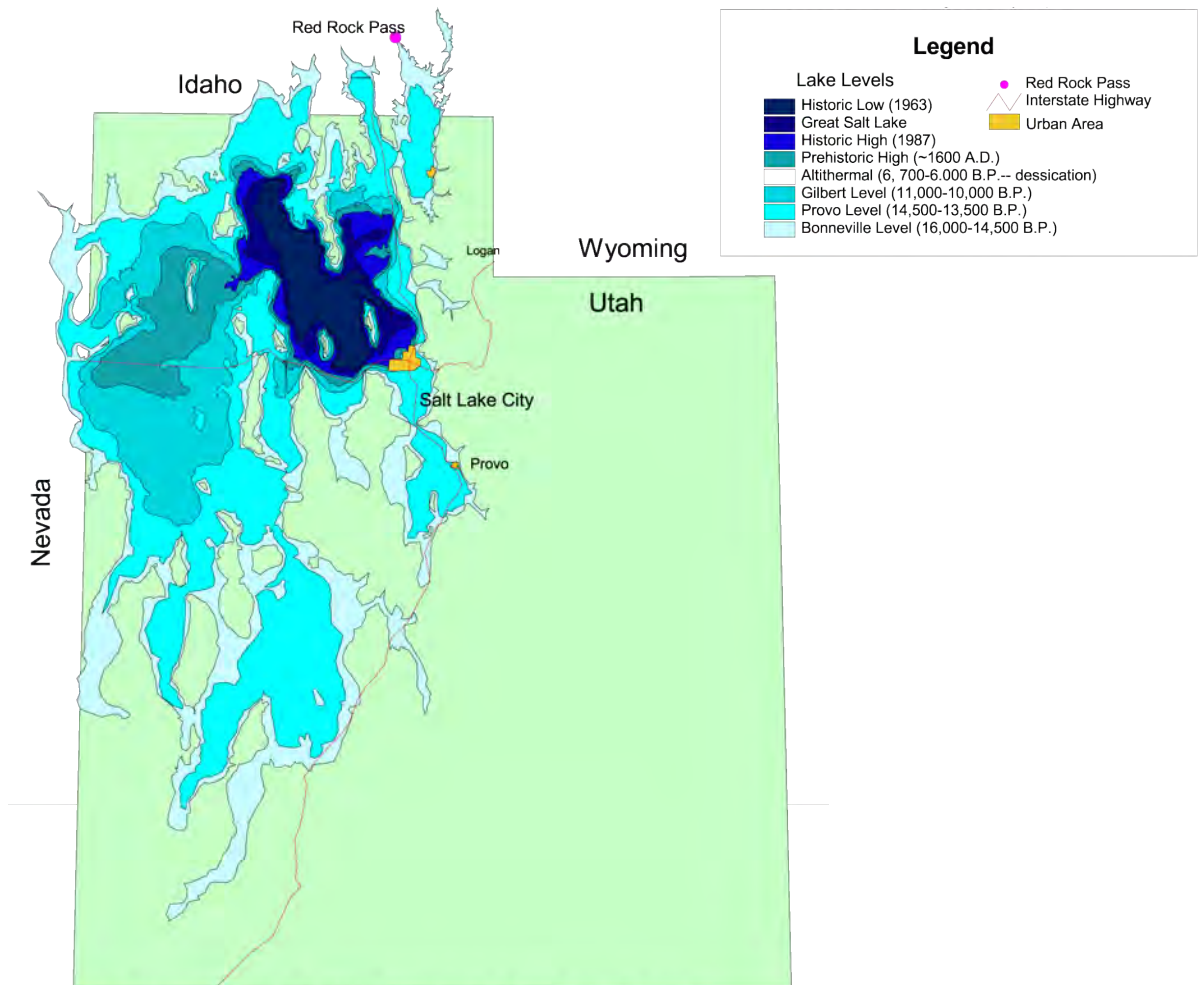 Red Rock Pass
Idaho
Legend
Lake Levels
Historic Low (1963)
Great Salt Lake
Historic High (1987)
Prehistoric High (~1600 A.D.)
Altithermal (6, 700-6.000 B.P.-- dessication)
Gilbert Level (11,000-10,000 B.P.)
Provo Level (14,500-13,500 B.P.)
Bonneville Level (16,000-14,500 B.P.)
Red Rock Pass
Interstate Highway
Urban Area
Logan
Wyoming
Utah
Salt Lake City
Provo
Nevada